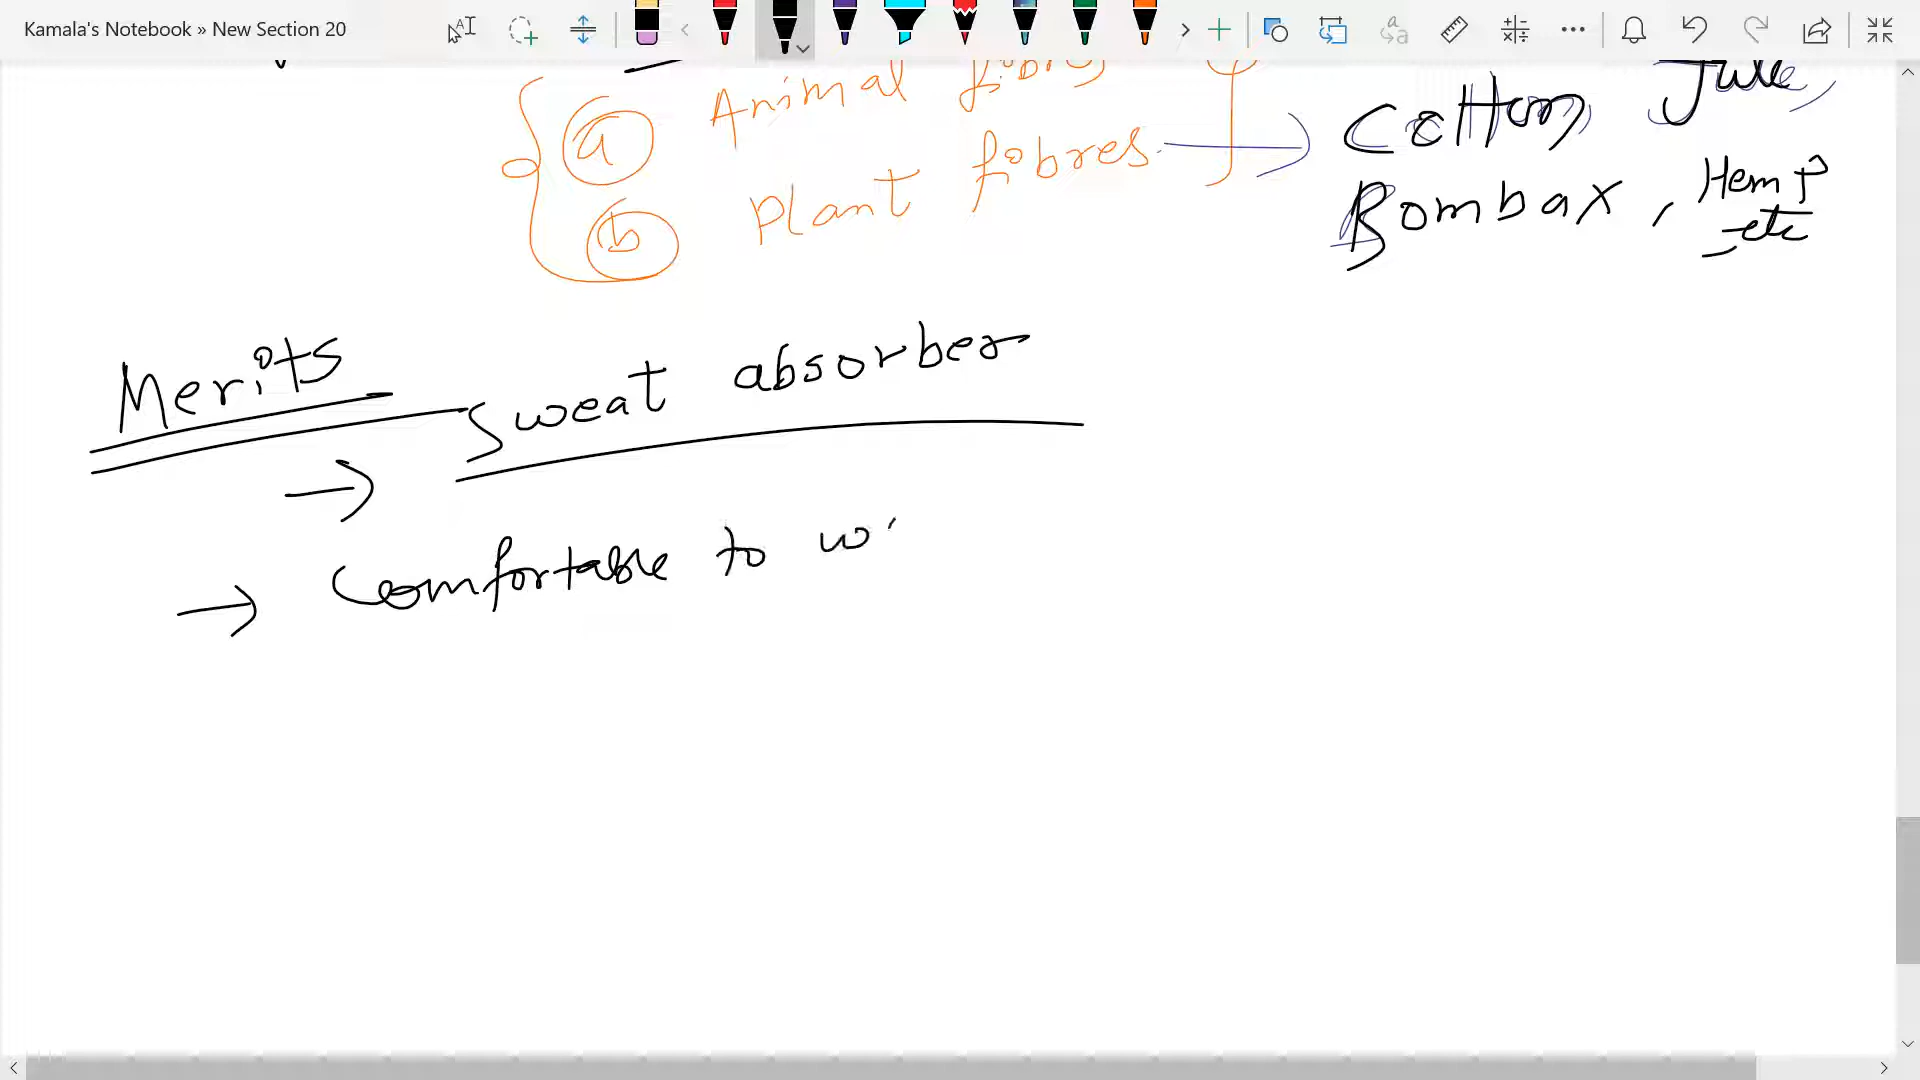 Kamala's Notebook » New Section 20
(a) Animal fibres
Cotton, Jute,
(b) Plant fibres
Bombax, Hemp
etc
Merits
Sweat absorber
→ Comfortable to w